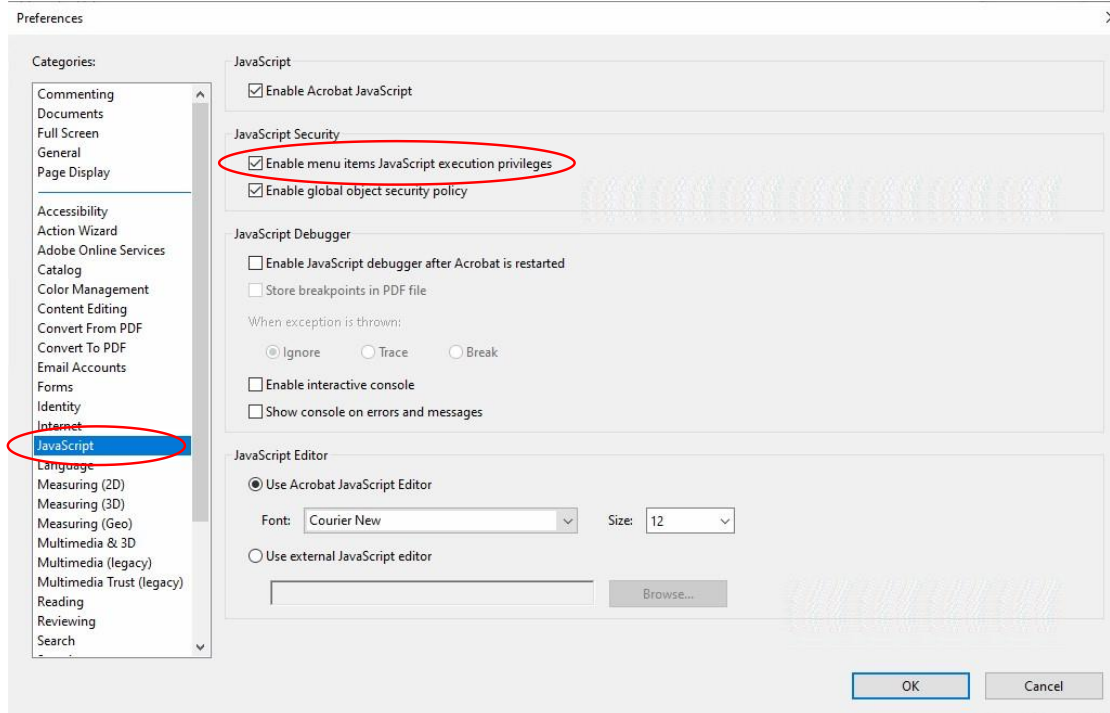 Preferences
Categories:
Commenting
Documents
Full Screen
General
Page Display
Accessibility
Action Wizard
Adobe Online Services
Catalog
Color Management
Content Editing
Convert From PDF
Convert To PDF
Email Accounts
Forms
Identity
Internet
JavaScript
Language
Measuring (2D)
Measuring (3D)
Measuring (Geo)
Multimedia & 3D
Multimedia (legacy)
Multimedia Trust (legacy)
Reading
Reviewing
Search
JavaScript
Enable Acrobat JavaScript
JavaScript Security
Enable menu items JavaScript execution privileges
Enable global object security policy
JavaScript Debugger
Enable JavaScript debugger after Acrobat is restarted
Store breakpoints in PDF file
When exception is thrown:
Ignore Trace Break
Enable interactive console
Show console on errors and messages
JavaScript Editor
Use Acrobat JavaScript Editor
Font: Courier New Size: 12
Use external JavaScript editor
Browse...
OK Cancel